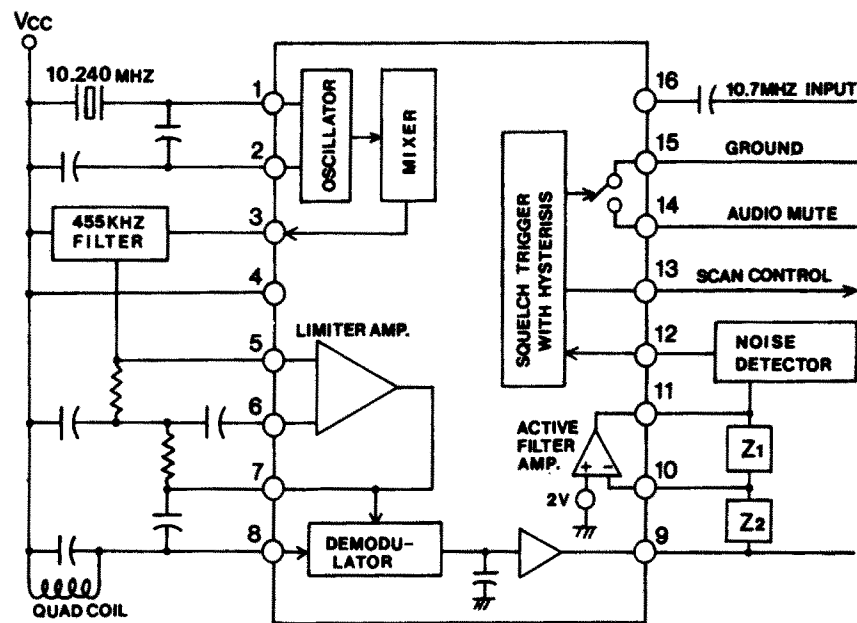 Vcc
10.240 MHZ
1
2
3
4
5
6
7
8
OSCILLATOR
MIXER
455KHZ
FILTER
LIMITER AMP.
DEMODU-
LATOR
QUAD COIL
SQUELCH TRIGGER
WITH HYSTERISIS
ACTIVE
FILTER
AMP.
+
-
2V
16
10.7MHZ INPUT
15
GROUND
14
AUDIO MUTE
13
SCAN CONTROL
12
NOISE
DETECTOR
11
Z1
10
Z2
9